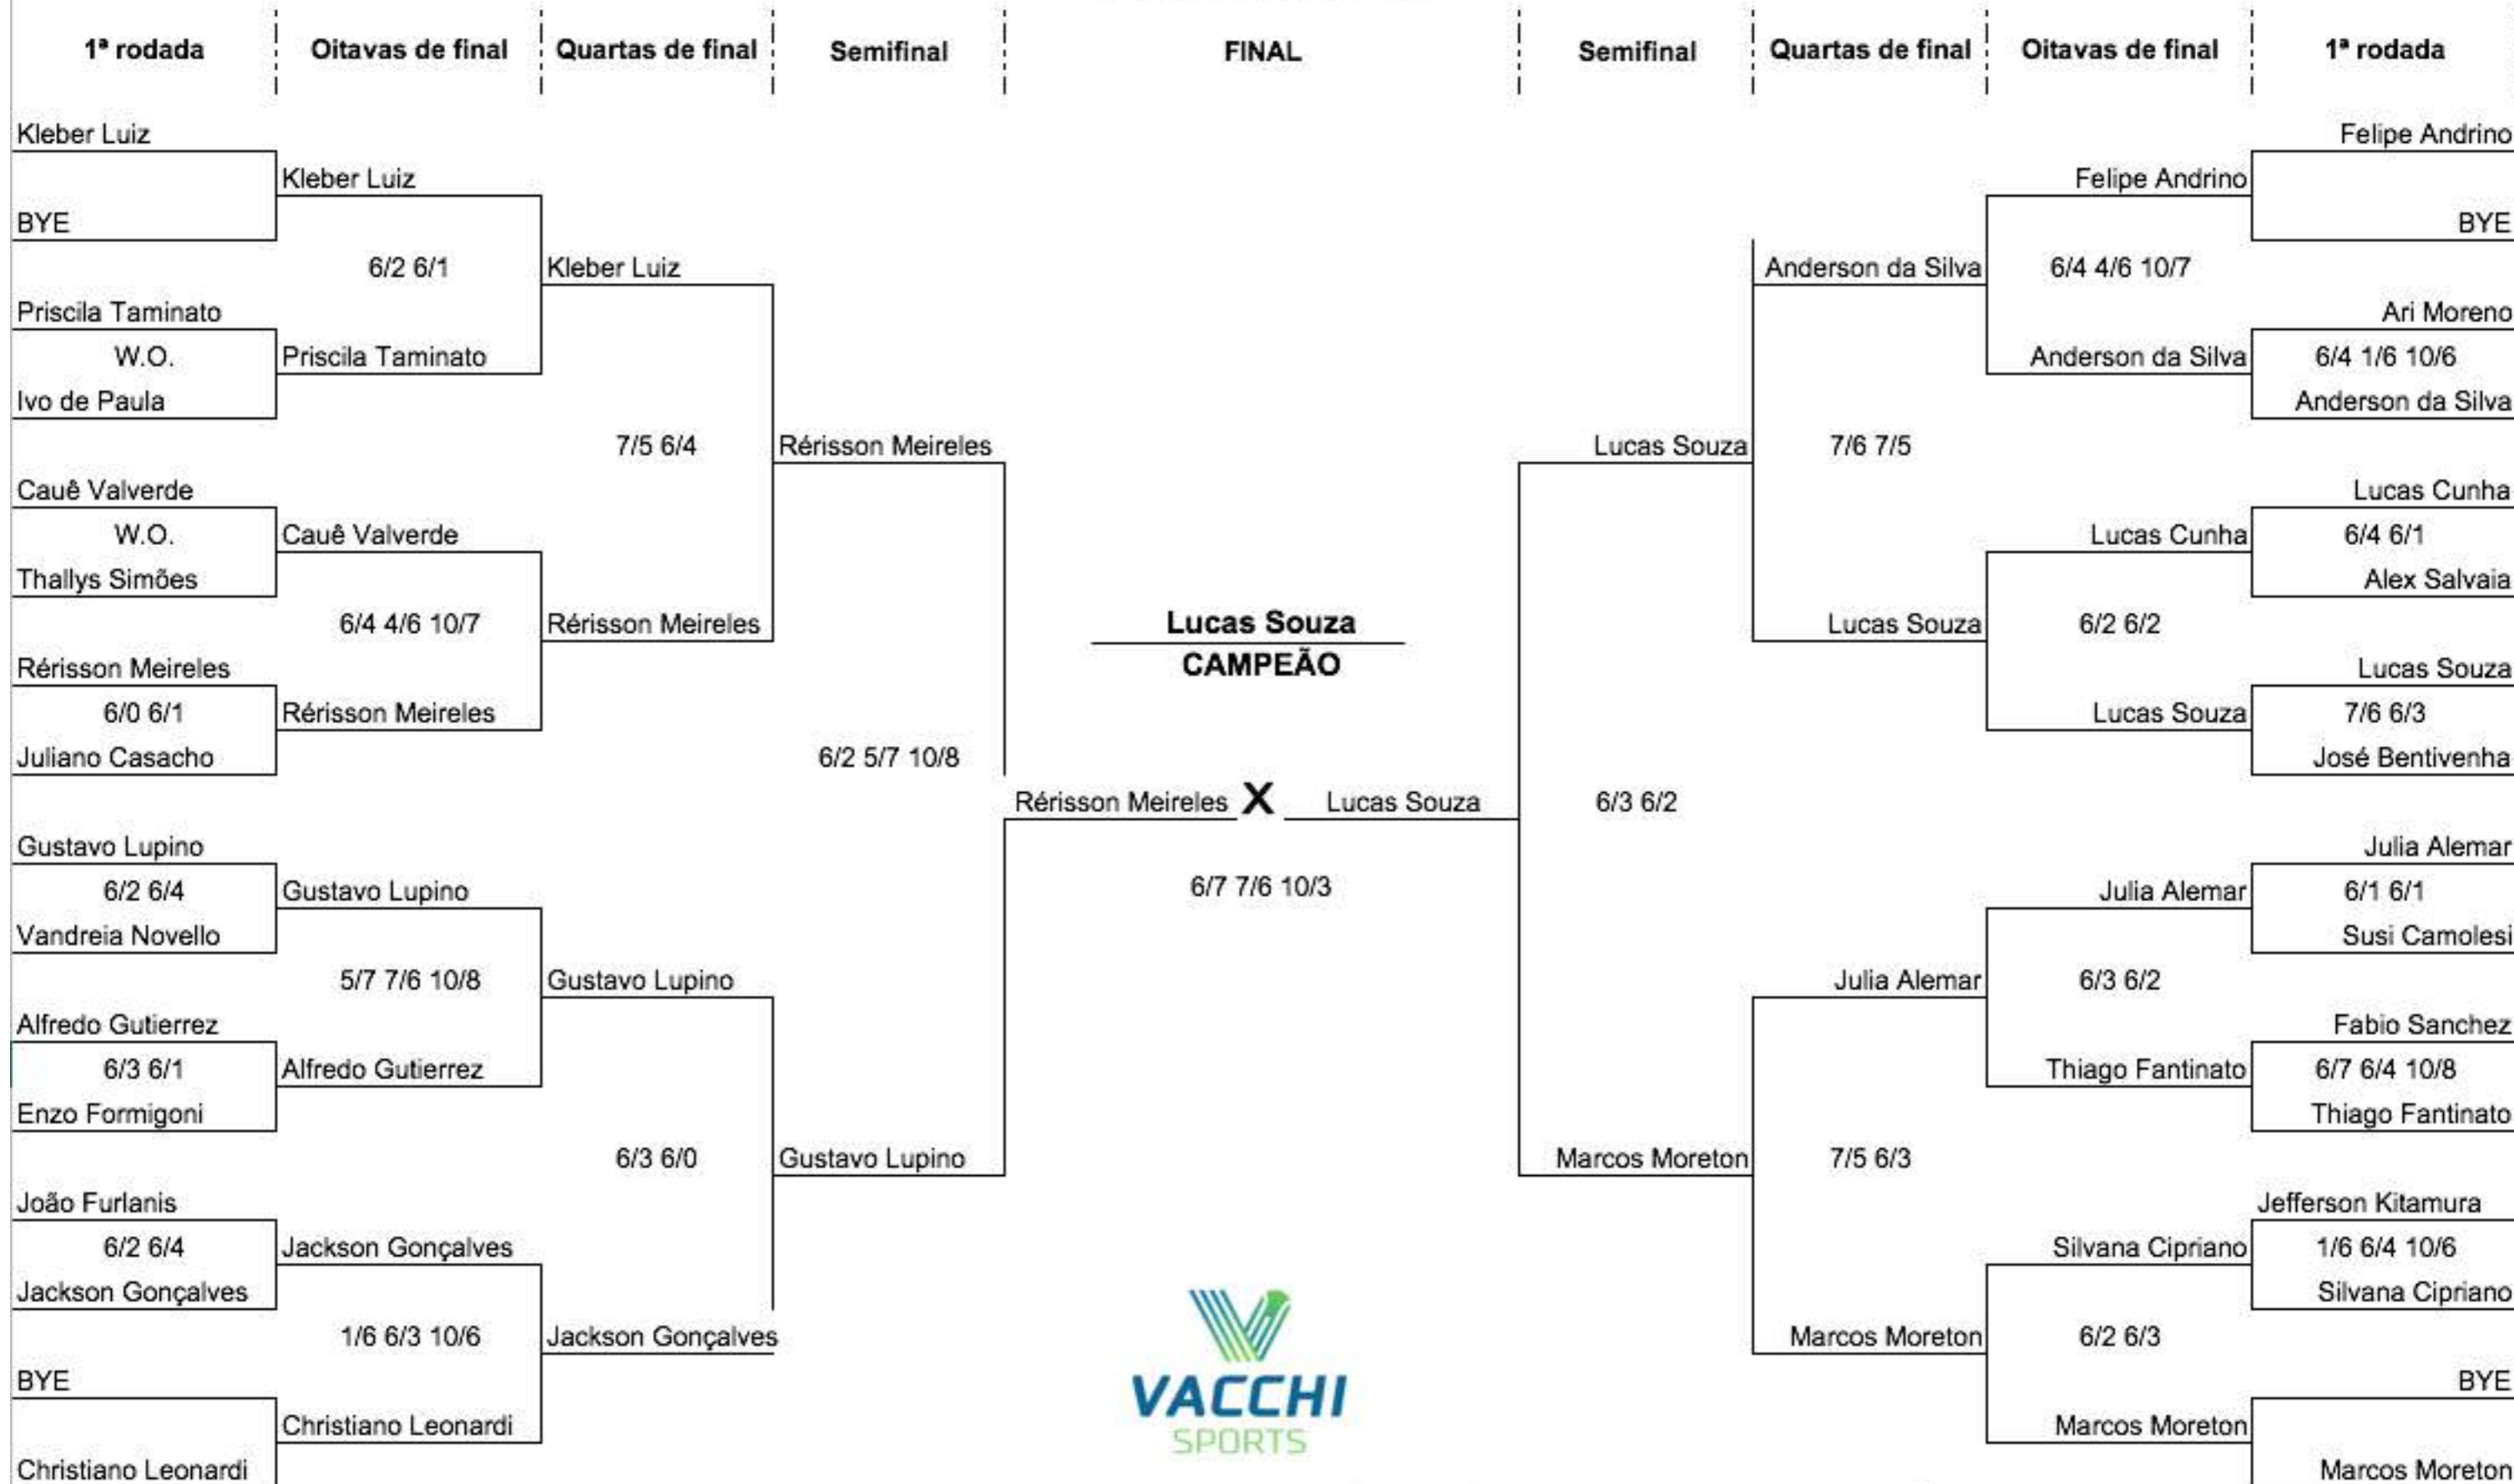 1ª rodada
Oitavas de final
Quartas de final
Semifinal
FINAL
Semifinal
Quartas de final
Oitavas de final
1ª rodada
Kleber Luiz
BYE
Priscila Taminato
W.O.
Ivo de Paula
Cauê Valverde
W.O.
Thallys Simões
Rérisson Meireles
6/0 6/1
Juliano Casacho
Gustavo Lupino
6/2 6/4
Vandreia Novello
Alfredo Gutierrez
6/3 6/1
Enzo Formigoni
João Furlanis
6/2 6/4
Jackson Gonçalves
BYE
Christiano Leonardi
Kleber Luiz
6/2 6/1
Priscila Taminato
Cauê Valverde
6/4 4/6 10/7
Rérisson Meireles
Gustavo Lupino
5/7 7/6 10/8
Alfredo Gutierrez
Jackson Gonçalves
1/6 6/3 10/6
Christiano Leonardi
Kleber Luiz
7/5 6/4
Rérisson Meireles
Gustavo Lupino
6/3 6/0
Jackson Gonçalves
Rérisson Meireles
6/2 5/7 10/8
Gustavo Lupino
Lucas Souza
CAMPEÃO
Rérisson Meireles X Lucas Souza
6/7 7/6 10/3
VACCHI
SPORTS
Lucas Souza
6/3 6/2
Marcos Moreton
Anderson da Silva
7/6 7/5
Lucas Souza
Julia Alemar
7/5 6/3
Marcos Moreton
Felipe Andrino
6/4 4/6 10/7
Anderson da Silva
Lucas Cunha
6/2 6/2
Lucas Souza
Julia Alemar
6/3 6/2
Thiago Fantinato
Silvana Cipriano
6/2 6/3
Marcos Moreton
Felipe Andrino
BYE
Ari Moreno
6/4 1/6 10/6
Anderson da Silva
Lucas Cunha
6/4 6/1
Alex Salvaia
Lucas Souza
7/6 6/3
José Bentivenha
Julia Alemar
6/1 6/1
Susi Camolesi
Fabio Sanchez
6/7 6/4 10/8
Thiago Fantinato
Jefferson Kitamura
1/6 6/4 10/6
Silvana Cipriano
BYE
Marcos Moreton